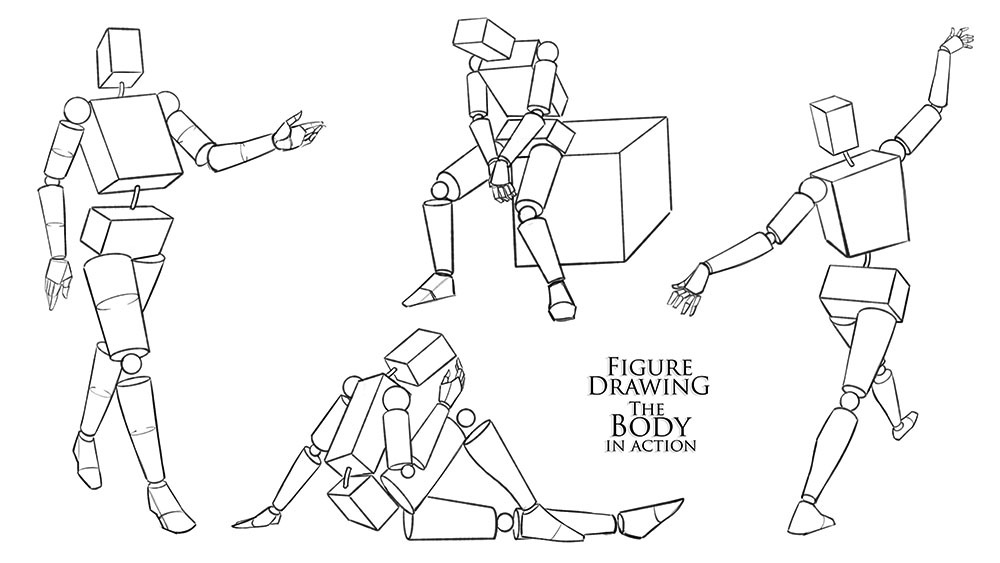 Figure
Drawing
The
Body
in action